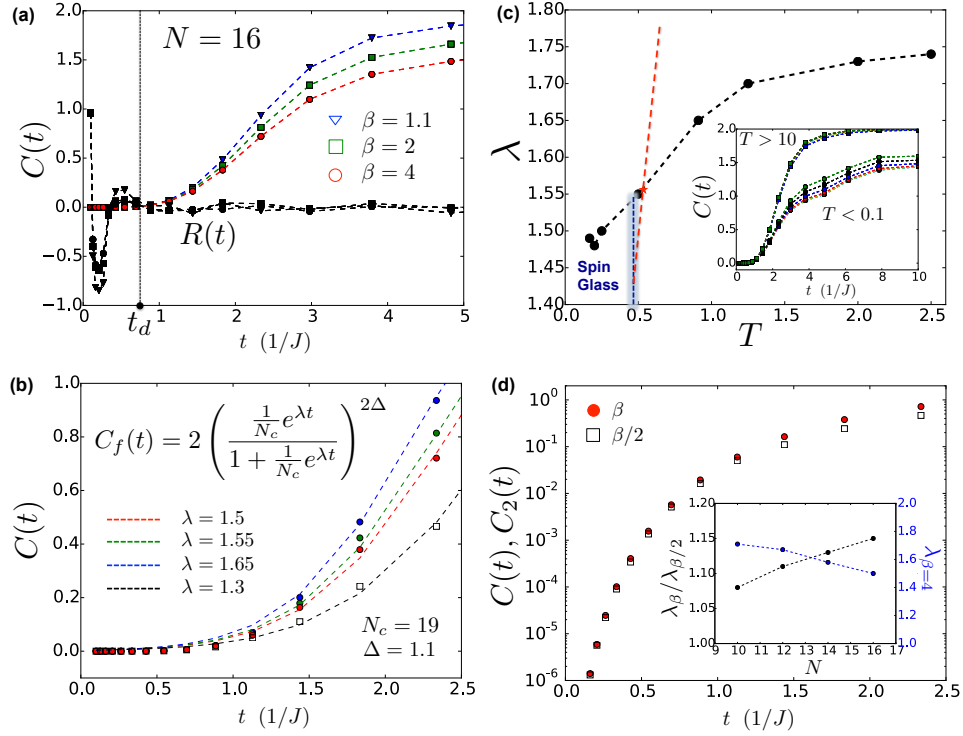 (a)
N = 16
C(t)
2.0
1.5
1.0
0.5
0.0
−0.5
−1.0
β = 1.1
β = 2
β = 4
R(t)
t_d
0 1 2 3 4 5
t (1/J)
(c)
λ
1.80
1.75
1.70
1.65
1.60
1.55
1.50
1.45
1.40
Spin
Glass
0.0 0.5 1.0 1.5 2.0 2.5
T
C(t)
2.0
1.5
1.0
0.5
0.0
T > 10
T < 0.1
0 2 4 6 8 10
t (1/J)
(b)
C(t)
1.0
0.8
0.6
0.4
0.2
0.0
C_f(t) = 2 ( \frac{\frac{1}{N_c} e^{λt}}{1 + \frac{1}{N_c} e^{λt}} )^{2Δ}
λ = 1.5
λ = 1.55
λ = 1.65
λ = 1.3
N_c = 19
Δ = 1.1
0.0 0.5 1.0 1.5 2.0 2.5
t (1/J)
(d)
C(t), C_2(t)
10^0
10^{-1}
10^{-2}
10^{-3}
10^{-4}
10^{-5}
10^{-6}
β
β/2
0.0 0.5 1.0 1.5 2.0 2.5
t (1/J)
λ_β/λ_{β/2}
1.20
1.15
1.10
1.05
1.00
9 10 11 12 13 14 15 16 17
N
2.0
1.8
1.6
1.4
1.2
1.0
λ_{β=4}